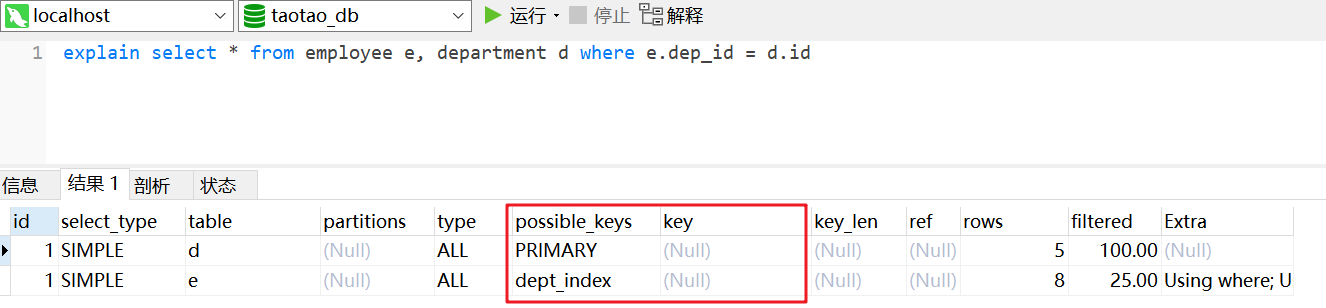 localhost taotao_db 运行 停止 解释
1 explain select * from employee e, department d where e.dep_id = d.id
信息 结果 1 剖析 状态
id select_type table partitions type possible_keys key key_len ref rows filtered Extra
1 SIMPLE d (Null) ALL PRIMARY (Null) (Null) (Null) 5 100.00 (Null)
1 SIMPLE e (Null) ALL dept_index (Null) (Null) (Null) 8 25.00 Using where; U